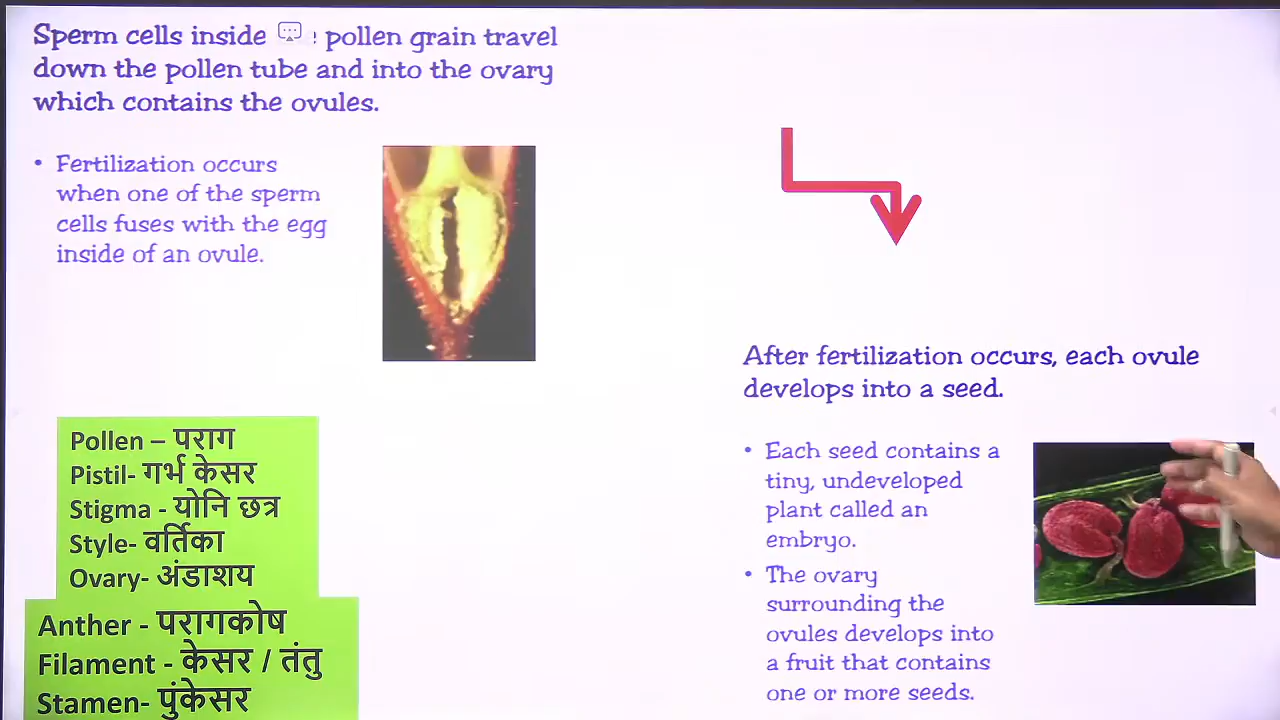 Sperm cells inside pollen grain travel
down the pollen tube and into the ovary
which contains the ovules.
• Fertilization occurs
when one of the sperm
cells fuses with the egg
inside of an ovule.
Pollen – पराग
Pistil- गर्भ केसर
Stigma - योनि छत्र
Style- वर्तिका
Ovary- अंडाशय
Anther - परागकोष
Filament - केसर / तंतु
Stamen- पुंकेसर
After fertilization occurs, each ovule
develops into a seed.
• Each seed contains a
tiny, undeveloped
plant called an
embryo.
• The ovary
surrounding the
ovules develops into
a fruit that contains
one or more seeds.